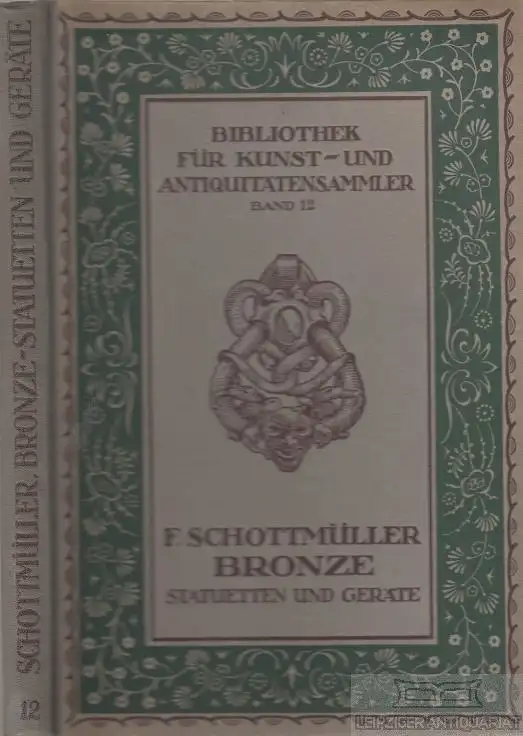 SCHOTTMÜLLER, BRONZE-STATUETTEN UND GERÄTE
12
BIBLIOTHEK
FÜR KUNST- UND
ANTIQUITÄTENSAMMLER
BAND 12
F. SCHOTTMÜLLER
BRONZE
STATUETTEN UND GERÄTE
LEIPZIGER ANTIQUARIAT